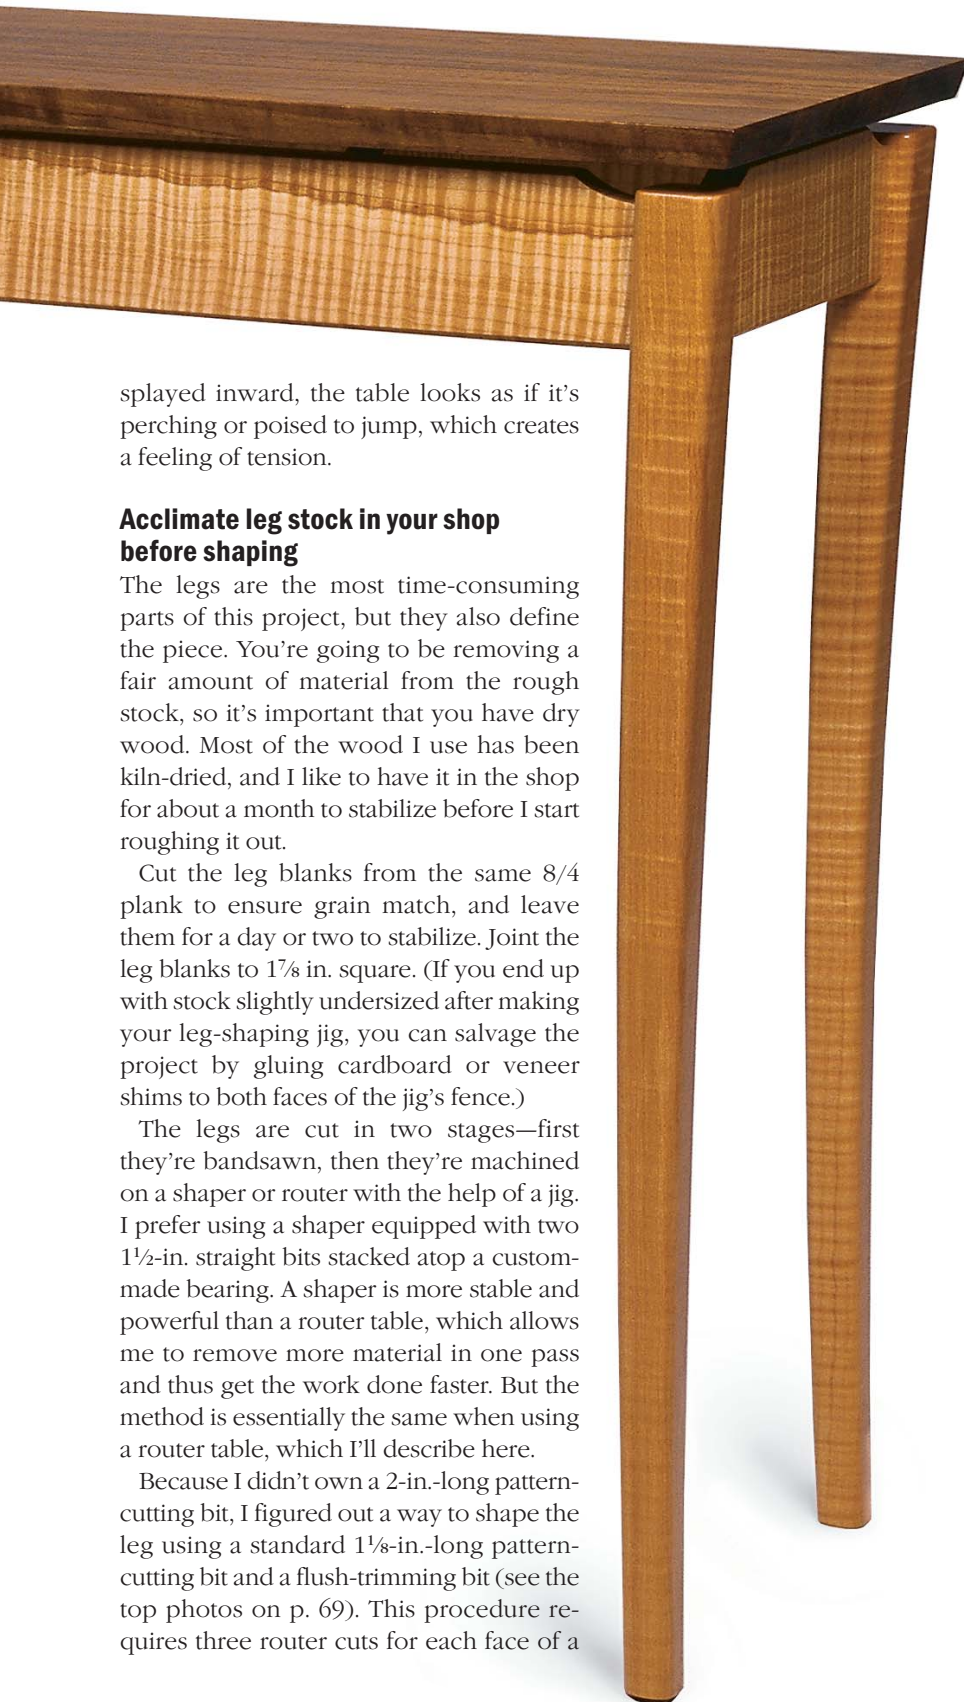 splayed inward, the table looks as if it’s
perching or poised to jump, which creates
a feeling of tension.
Acclimate leg stock in your shop
before shaping
The legs are the most time-consuming
parts of this project, but they also define
the piece. You’re going to be removing a
fair amount of material from the rough
stock, so it’s important that you have dry
wood. Most of the wood I use has been
kiln-dried, and I like to have it in the shop
for about a month to stabilize before I start
roughing it out.
Cut the leg blanks from the same 8/4
plank to ensure grain match, and leave
them for a day or two to stabilize. Joint the
leg blanks to 1⅞ in. square. (If you end up
with stock slightly undersized after making
your leg-shaping jig, you can salvage the
project by gluing cardboard or veneer
shims to both faces of the jig’s fence.)
The legs are cut in two stages—first
they’re bandsawn, then they’re machined
on a shaper or router with the help of a jig.
I prefer using a shaper equipped with two
1½-in. straight bits stacked atop a custom-
made bearing. A shaper is more stable and
powerful than a router table, which allows
me to remove more material in one pass
and thus get the work done faster. But the
method is essentially the same when using
a router table, which I’ll describe here.
Because I didn’t own a 2-in.-long pattern-
cutting bit, I figured out a way to shape the
leg using a standard 1⅛-in.-long pattern-
cutting bit and a flush-trimming bit (see the
top photos on p. 69). This procedure re-
quires three router cuts for each face of a